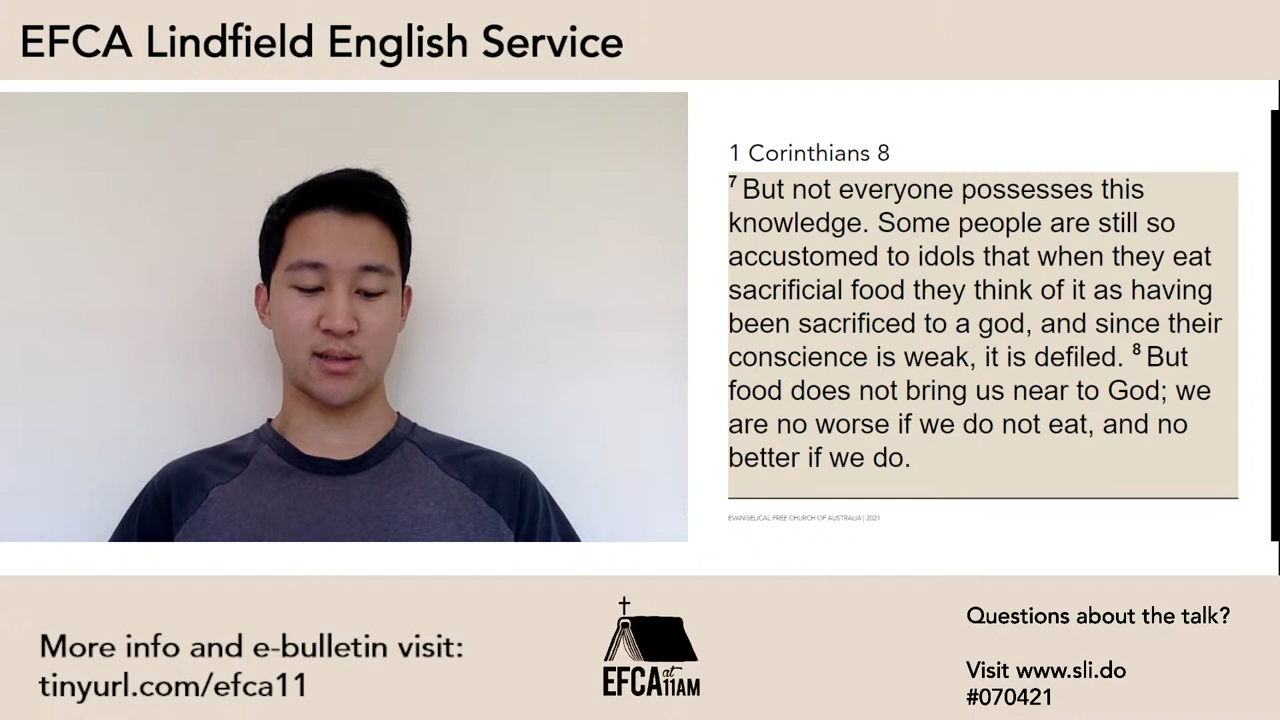 EFCA Lindfield English Service
1 Corinthians 8
7 But not everyone possesses this
knowledge. Some people are still so
accustomed to idols that when they eat
sacrificial food they think of it as having
been sacrificed to a god, and since their
conscience is weak, it is defiled. 8 But
food does not bring us near to God; we
are no worse if we do not eat, and no
better if we do.
EVANGELICAL FREE CHURCH OF AUSTRALIA | 2021
More info and e-bulletin visit:
tinyurl.com/efca11
EFCA at 11AM
Questions about the talk?
Visit www.sli.do
#070421